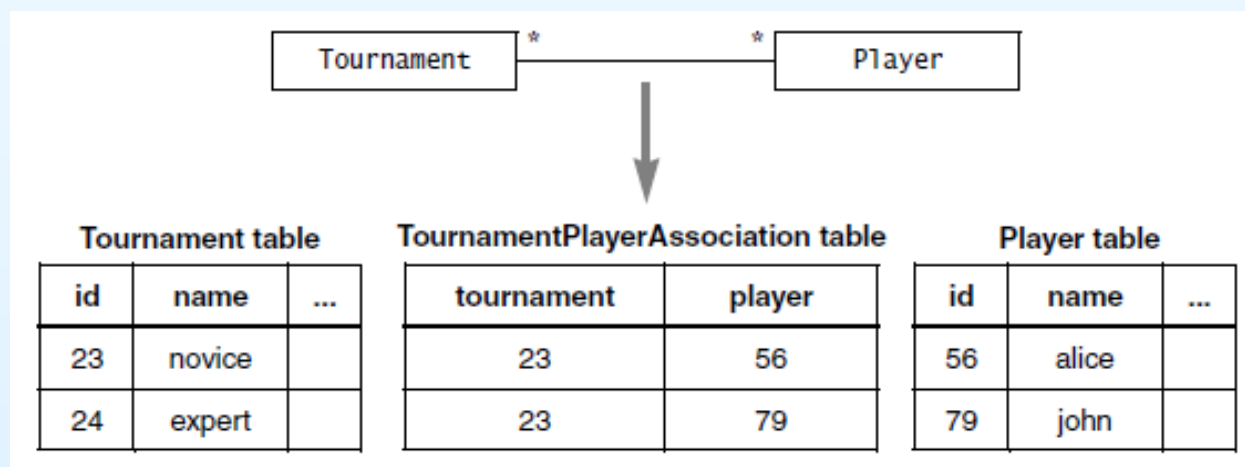 * *
Tournament Player
Tournament table TournamentPlayerAssociation table Player table
id name ... tournament player id name ...
23 novice 23 56 56 alice
24 expert 23 79 79 john